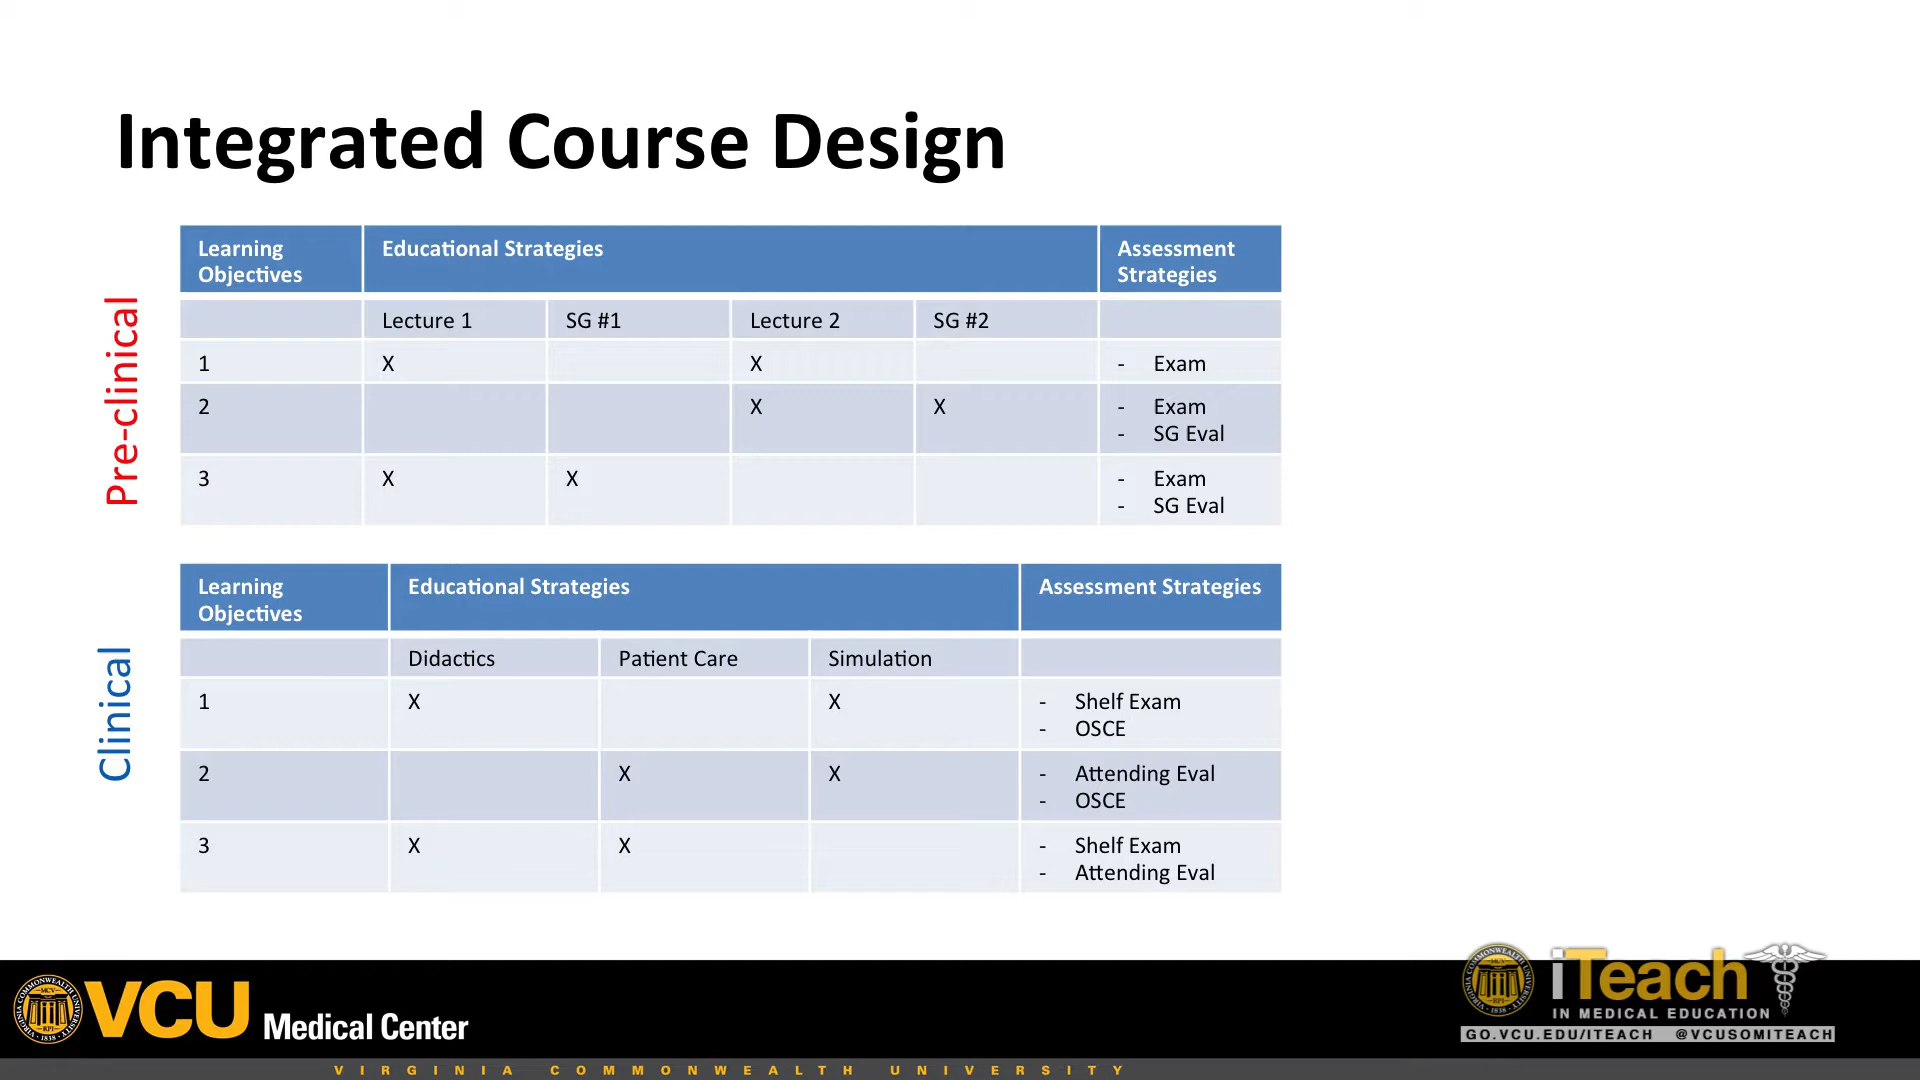 Integrated Course Design
Pre-clinical
Learning Objectives Educational Strategies Assessment Strategies
Lecture 1 SG #1 Lecture 2 SG #2
1 X X - Exam
2 X X - Exam
- SG Eval
3 X X - Exam
- SG Eval
Clinical
Learning Objectives Educational Strategies Assessment Strategies
Didactics Patient Care Simulation
1 X X - Shelf Exam
- OSCE
2 X X - Attending Eval
- OSCE
3 X X - Shelf Exam
- Attending Eval
VCU Medical Center
iTeach
IN MEDICAL EDUCATION
GO.VCU.EDU/ITEACH @VCUSOMITEACH
VIRGINIA COMMONWEALTH UNIVERSITY